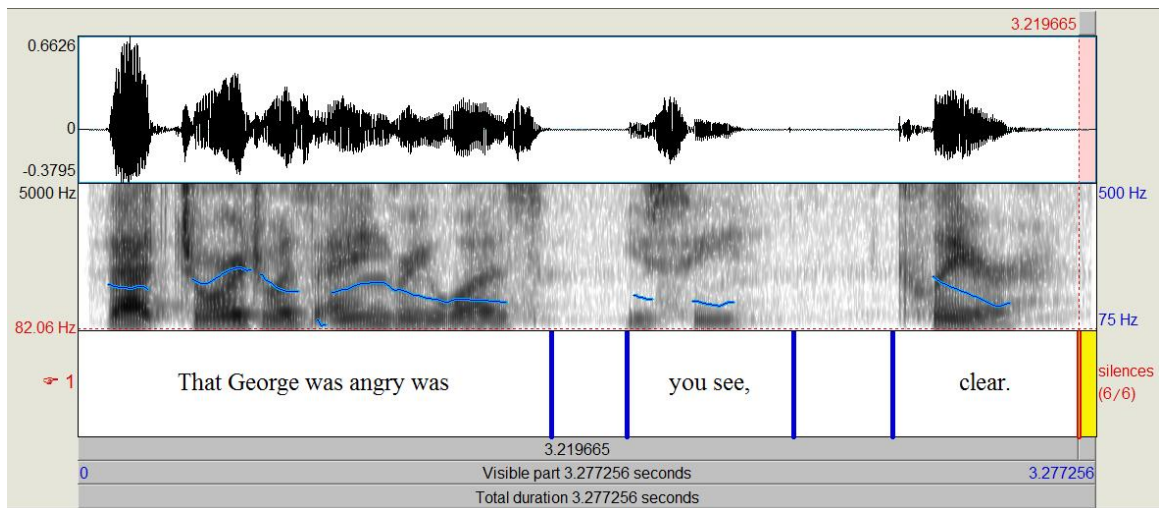 3.219665
0.6626
0
-0.3795
5000 Hz 500 Hz
82.06 Hz 75 Hz
☞ 1 That George was angry was you see, clear. silences
(6/6)
3.219665
0 Visible part 3.277256 seconds 3.277256
Total duration 3.277256 seconds